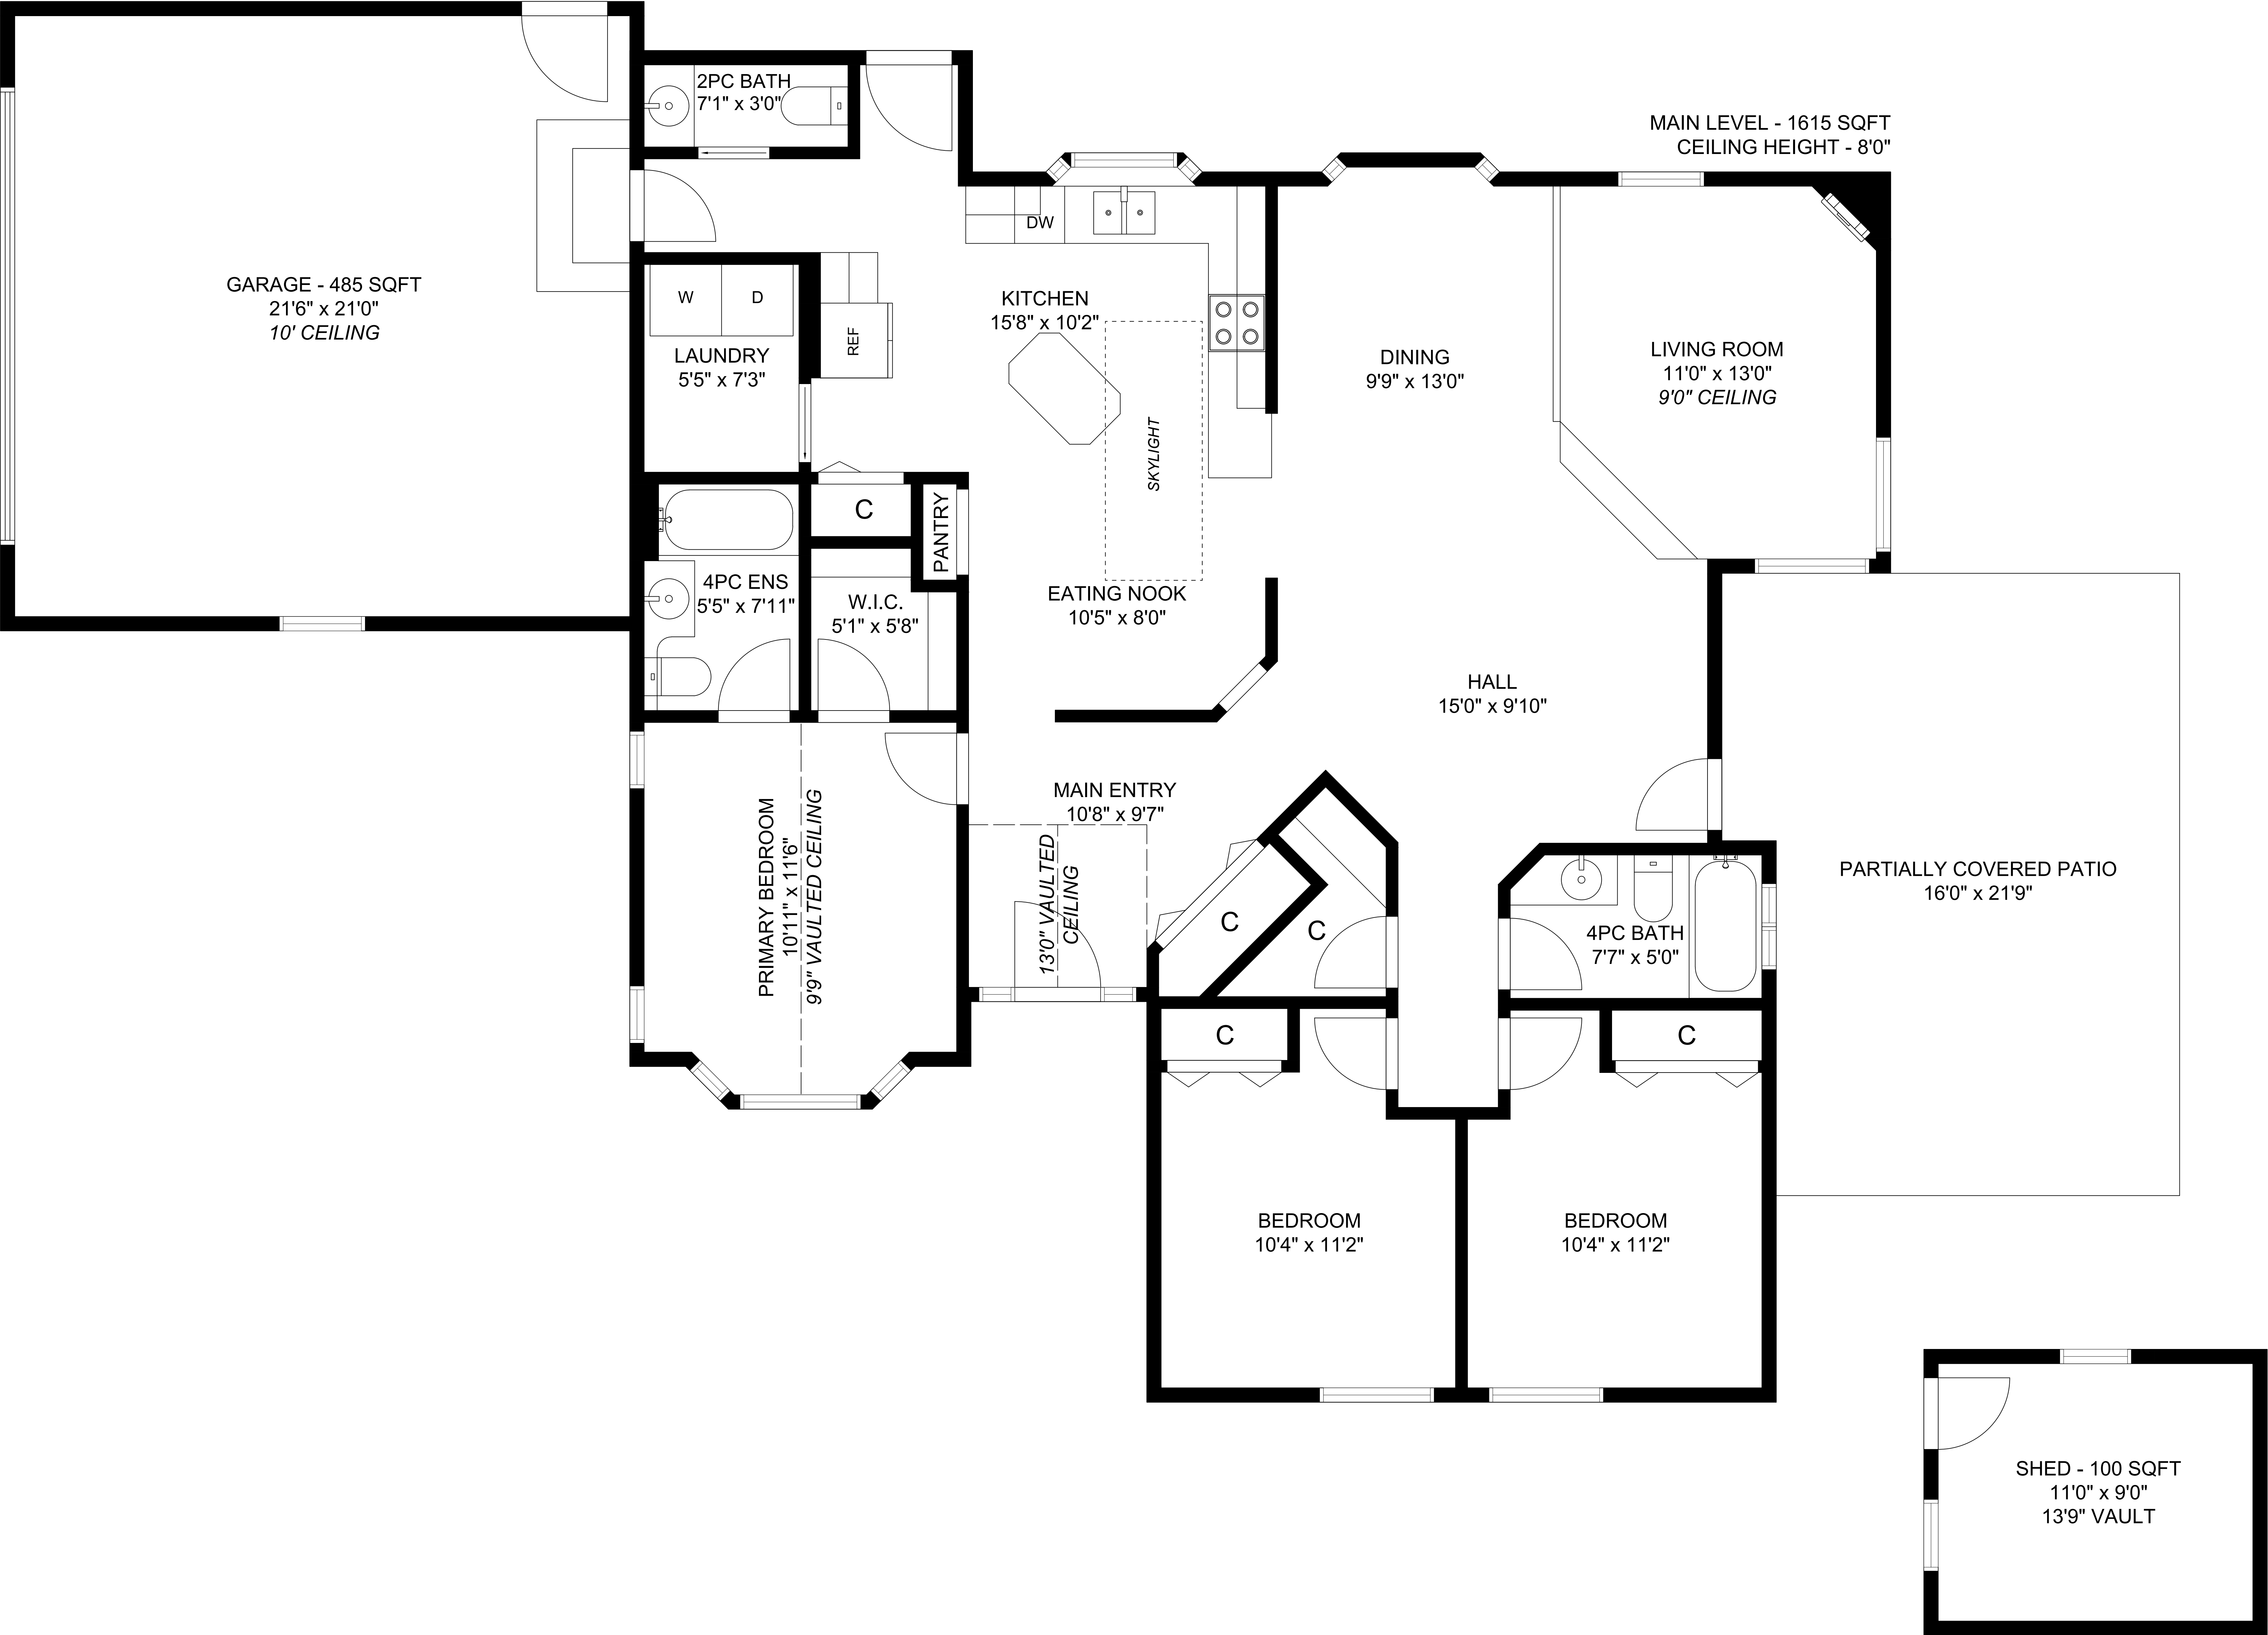 2PC BATH
7'1" x 3'0"
MAIN LEVEL - 1615 SQFT
CEILING HEIGHT - 8'0"
GARAGE - 485 SQFT
21'6" x 21'0"
10' CEILING
W
D
LAUNDRY
5'5" x 7'3"
REF
DW
KITCHEN
15'8" x 10'2"
SKYLIGHT
DINING
9'9" x 13'0"
LIVING ROOM
11'0" x 13'0"
9'0" CEILING
C
PANTRY
4PC ENS
5'5" x 7'11"
W.I.C.
5'1" x 5'8"
EATING NOOK
10'5" x 8'0"
HALL
15'0" x 9'10"
PRIMARY BEDROOM
10'11" x 11'6"
9'9" VAULTED CEILING
MAIN ENTRY
10'8" x 9'7"
13'0" VAULTED
CEILING
C
C
4PC BATH
7'7" x 5'0"
PARTIALLY COVERED PATIO
16'0" x 21'9"
C
C
BEDROOM
10'4" x 11'2"
BEDROOM
10'4" x 11'2"
SHED - 100 SQFT
11'0" x 9'0"
13'9" VAULT